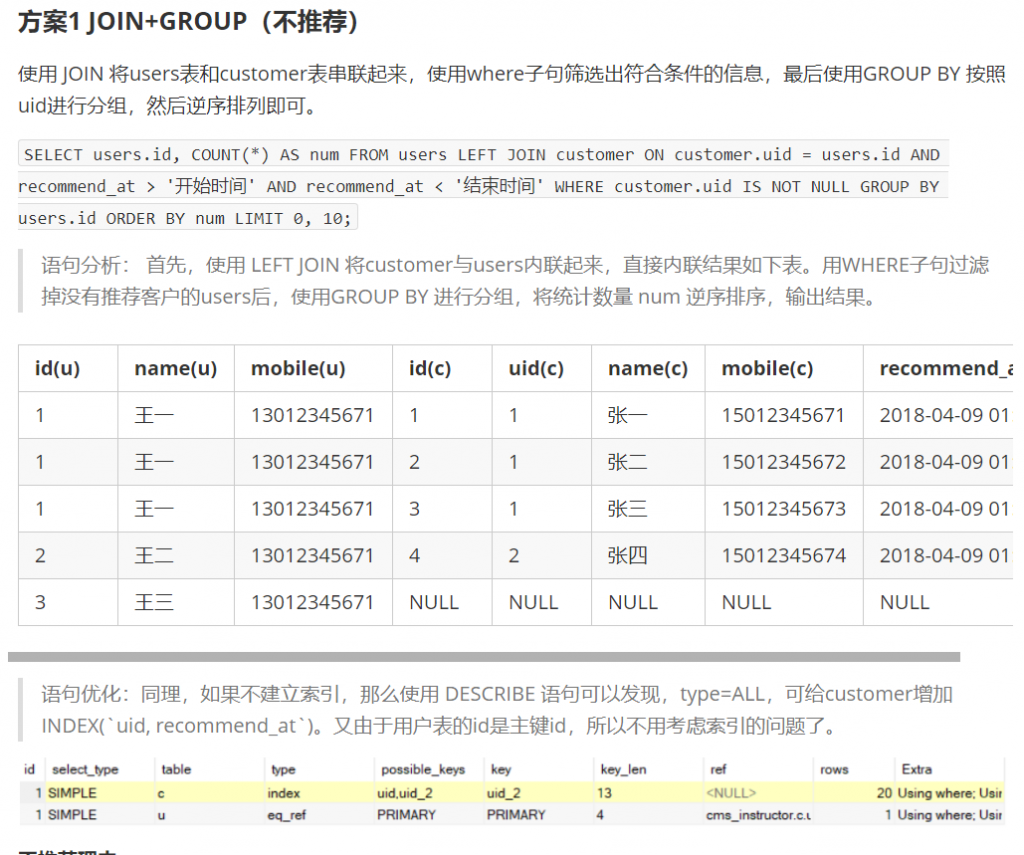 方案1 JOIN+GROUP（不推荐）
使用 JOIN 将users表和customer表串联起来，使用where子句筛选出符合条件的信息，最后使用GROUP BY 按照
uid进行分组，然后逆序排列即可。
SELECT users.id, COUNT(*) AS num FROM users LEFT JOIN customer ON customer.uid = users.id AND
recommend_at > '开始时间' AND recommend_at < '结束时间' WHERE customer.uid IS NOT NULL GROUP BY
users.id ORDER BY num LIMIT 0, 10;
语句分析： 首先，使用 LEFT JOIN 将customer与users内联起来，直接内联结果如下表。用WHERE子句过滤
掉没有推荐客户的users后，使用GROUP BY 进行分组，将统计数量 num 逆序排序，输出结果。
id(u) name(u) mobile(u) id(c) uid(c) name(c) mobile(c) recommend_a
1 王一 13012345671 1 1 张一 15012345671 2018-04-09 01:
1 王一 13012345671 2 1 张二 15012345672 2018-04-09 01:
1 王一 13012345671 3 1 张三 15012345673 2018-04-09 01:
2 王二 13012345671 4 2 张四 15012345674 2018-04-09 01:
3 王三 13012345671 NULL NULL NULL NULL NULL
语句优化：同理，如果不建立索引，那么使用 DESCRIBE 语句可以发现，type=ALL，可给customer增加
INDEX(`uid, recommend_at`)。又由于用户表的id是主键id，所以不用考虑索引的问题了。
id select_type table type possible_keys key key_len ref rows Extra
1 SIMPLE c index uid,uid_2 uid_2 13 <NULL> 20 Using where; Usir
1 SIMPLE u eq_ref PRIMARY PRIMARY 4 cms_instructor.c.u 1 Using where; Usir